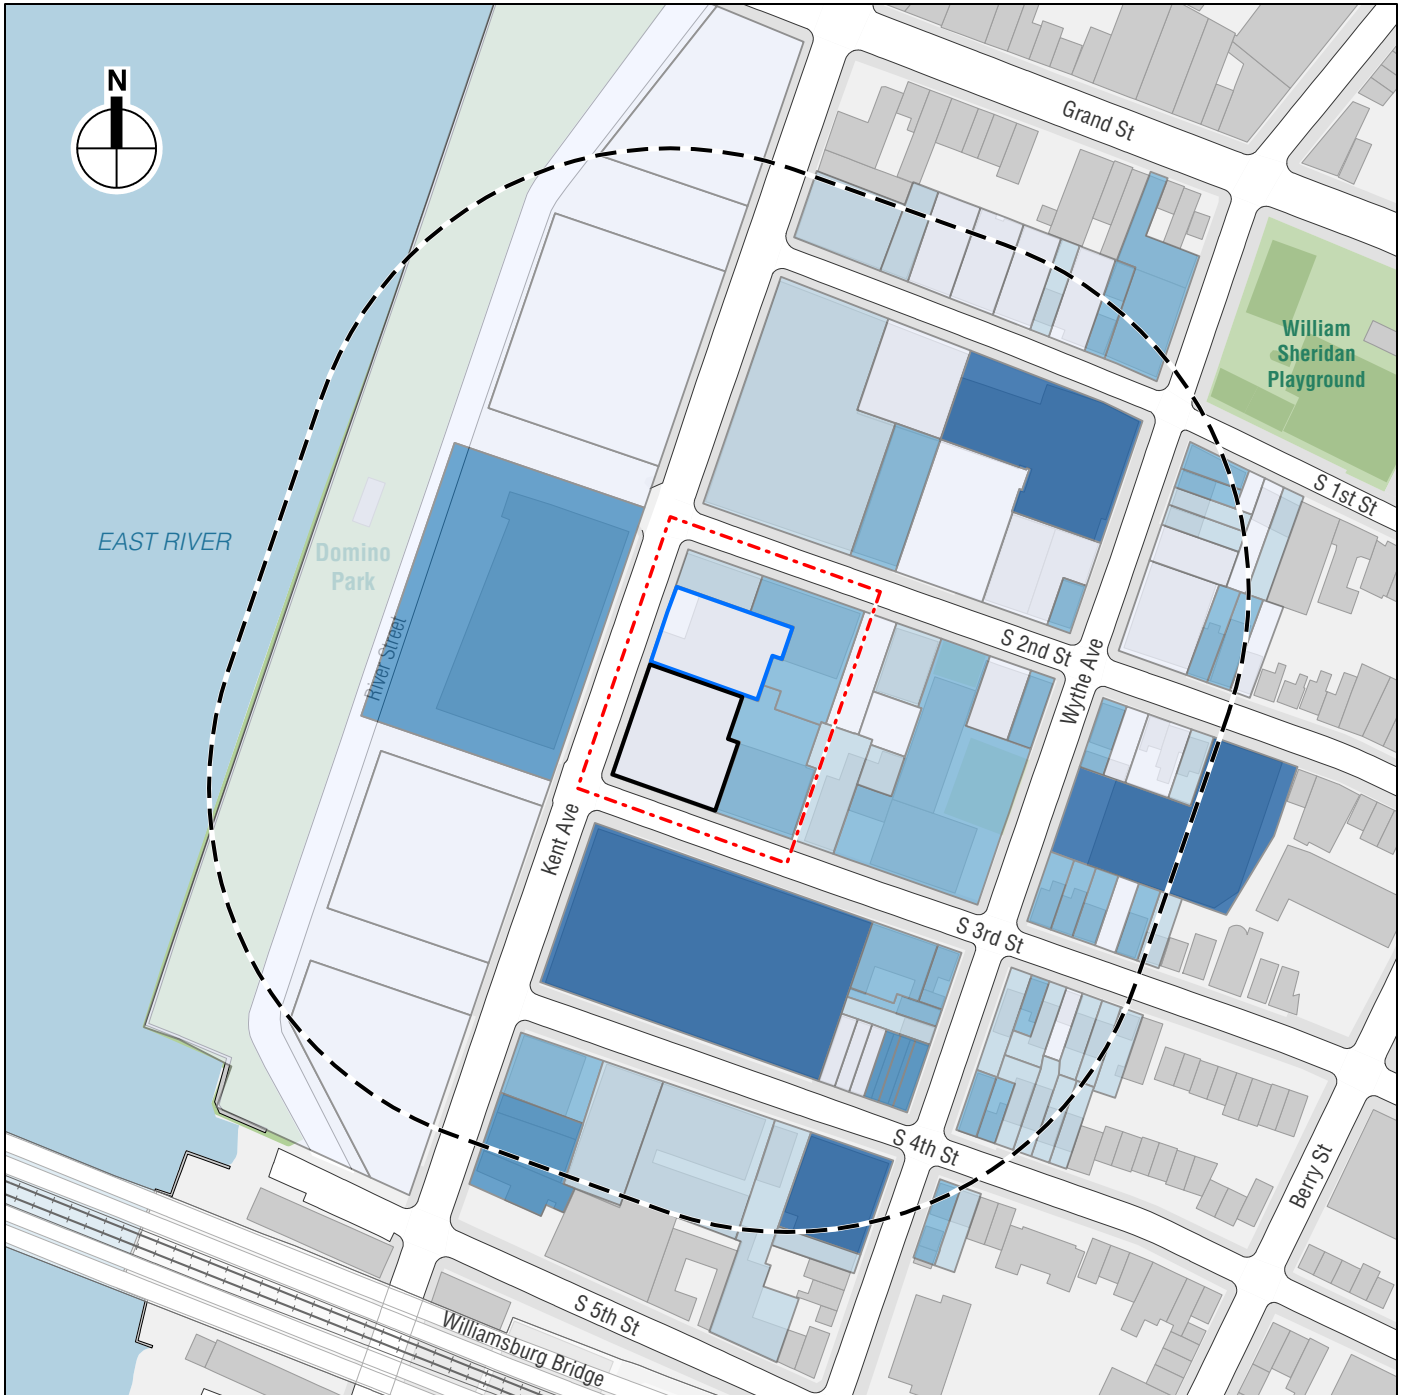 N
Grand St
William
Sheridan
Playground
S 1st St
EAST RIVER
Domino
Park
River Street
S 2nd St
Wythe Ave
Kent Ave
S 3rd St
S 4th St
Berry St
S 5th St
Williamsburg Bridge